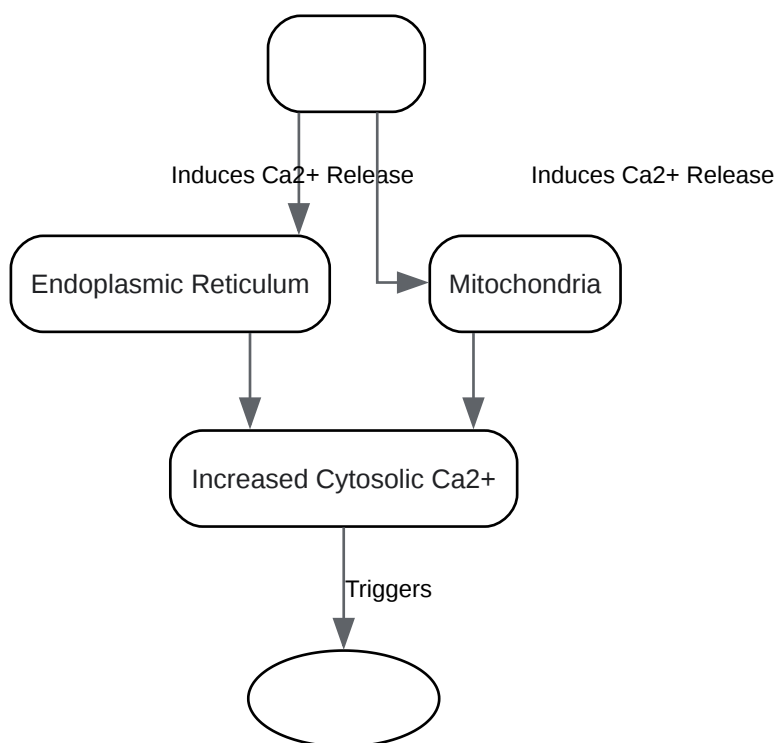 Induces Ca2+ Release
Induces Ca2+ Release
Endoplasmic Reticulum
Mitochondria
Increased Cytosolic Ca2+
Triggers